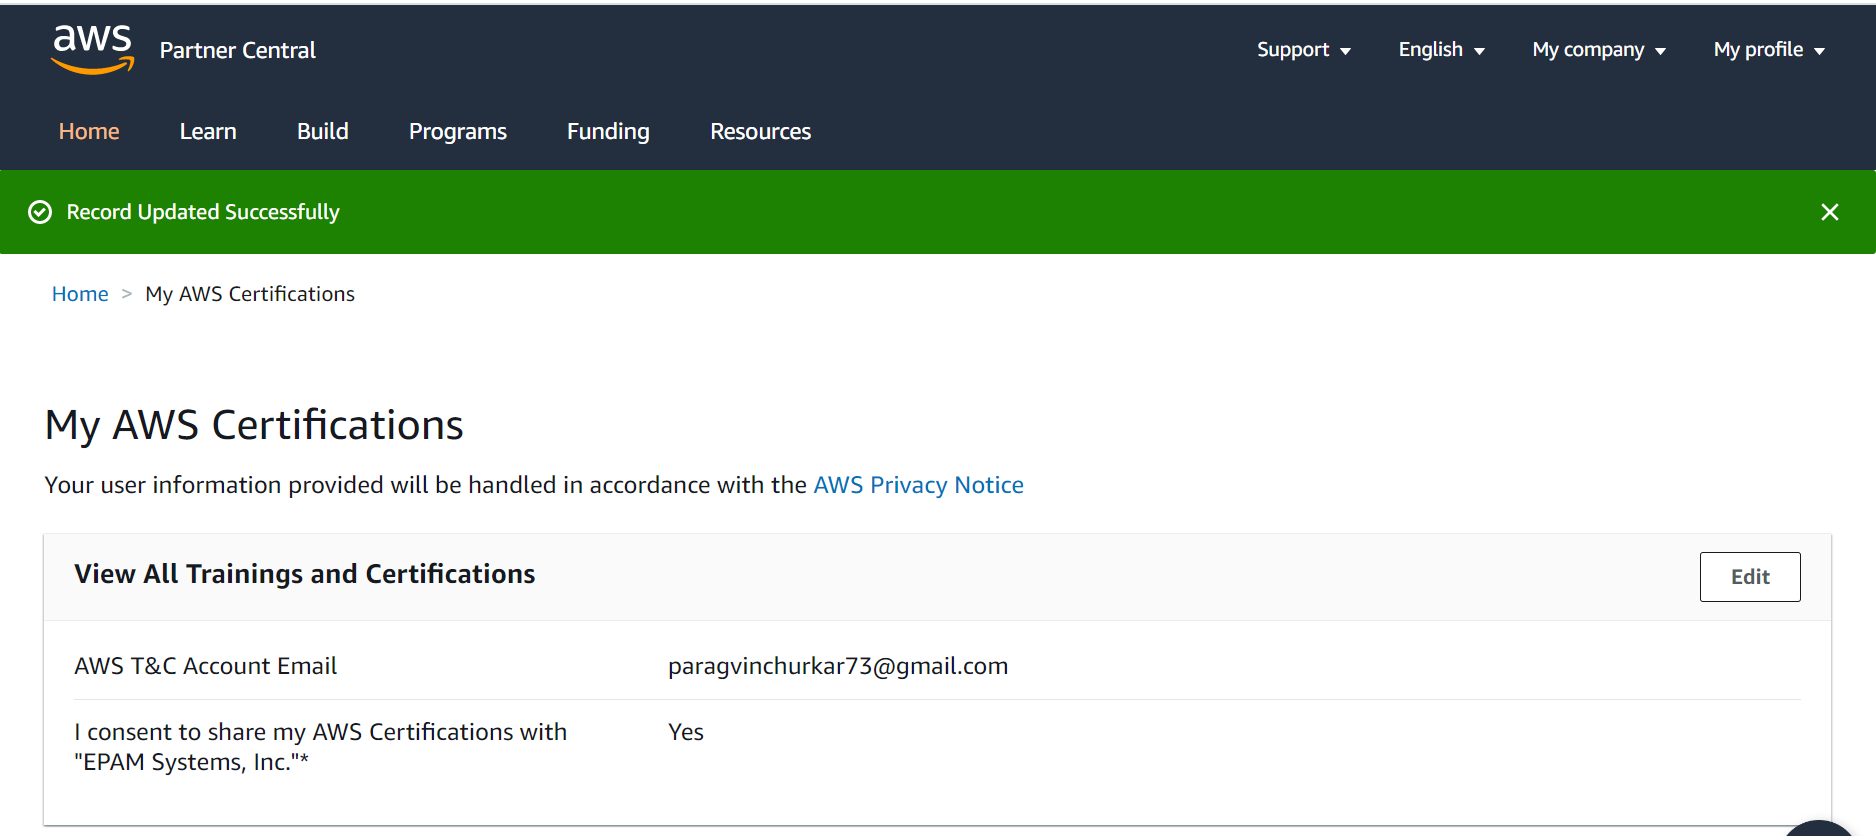 aws Partner Central Support English My company My profile
Home Learn Build Programs Funding Resources
Record Updated Successfully
Home > My AWS Certifications
My AWS Certifications
Your user information provided will be handled in accordance with the AWS Privacy Notice
View All Trainings and Certifications Edit
AWS T&C Account Email paragvinchurkar73@gmail.com
I consent to share my AWS Certifications with Yes
"EPAM Systems, Inc."*